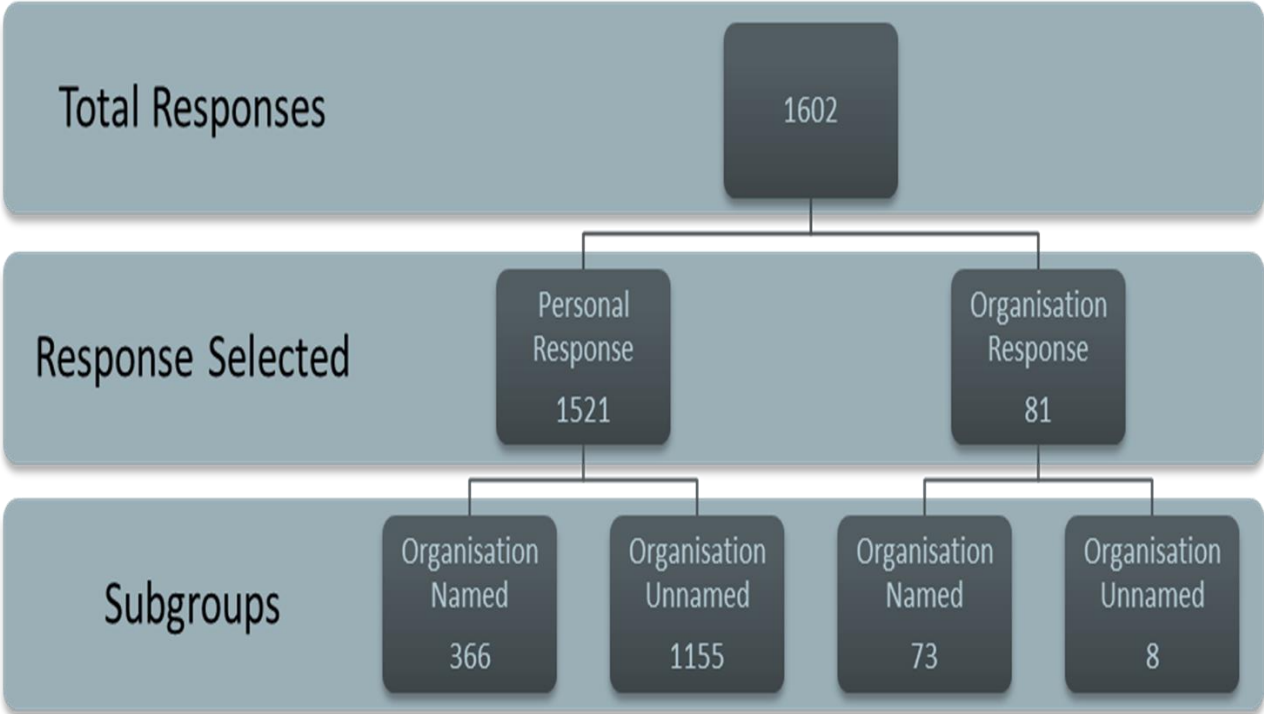 Total Responses
1602
Response Selected
Personal
Response
1521
Organisation
Response
81
Subgroups
Organisation
Named
366
Organisation
Unnamed
1155
Organisation
Named
73
Organisation
Unnamed
8